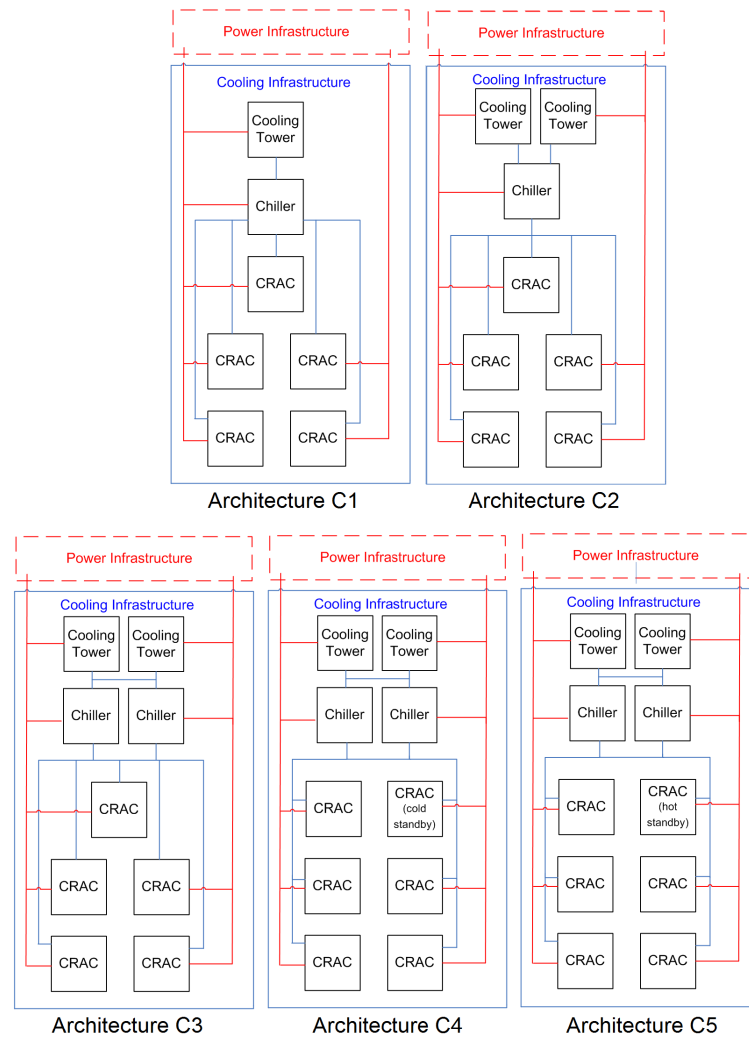 Power Infrastructure
Power Infrastructure
Cooling Infrastructure
Cooling
Tower
Chiller
CRAC
CRAC
CRAC
CRAC
CRAC
Architecture C1
Cooling Infrastructure
Cooling
Tower
Cooling
Tower
Chiller
CRAC
CRAC
CRAC
CRAC
CRAC
Architecture C2
Power Infrastructure
Cooling Infrastructure
Cooling
Tower
Cooling
Tower
Chiller
Chiller
CRAC
CRAC
CRAC
CRAC
CRAC
Architecture C3
Power Infrastructure
Cooling Infrastructure
Cooling
Tower
Cooling
Tower
Chiller
Chiller
CRAC
CRAC
(cold
standby)
CRAC
CRAC
CRAC
CRAC
Architecture C4
Power Infrastructure
Cooling Infrastructure
Cooling
Tower
Cooling
Tower
Chiller
Chiller
CRAC
CRAC
(hot
standby)
CRAC
CRAC
CRAC
CRAC
Architecture C5